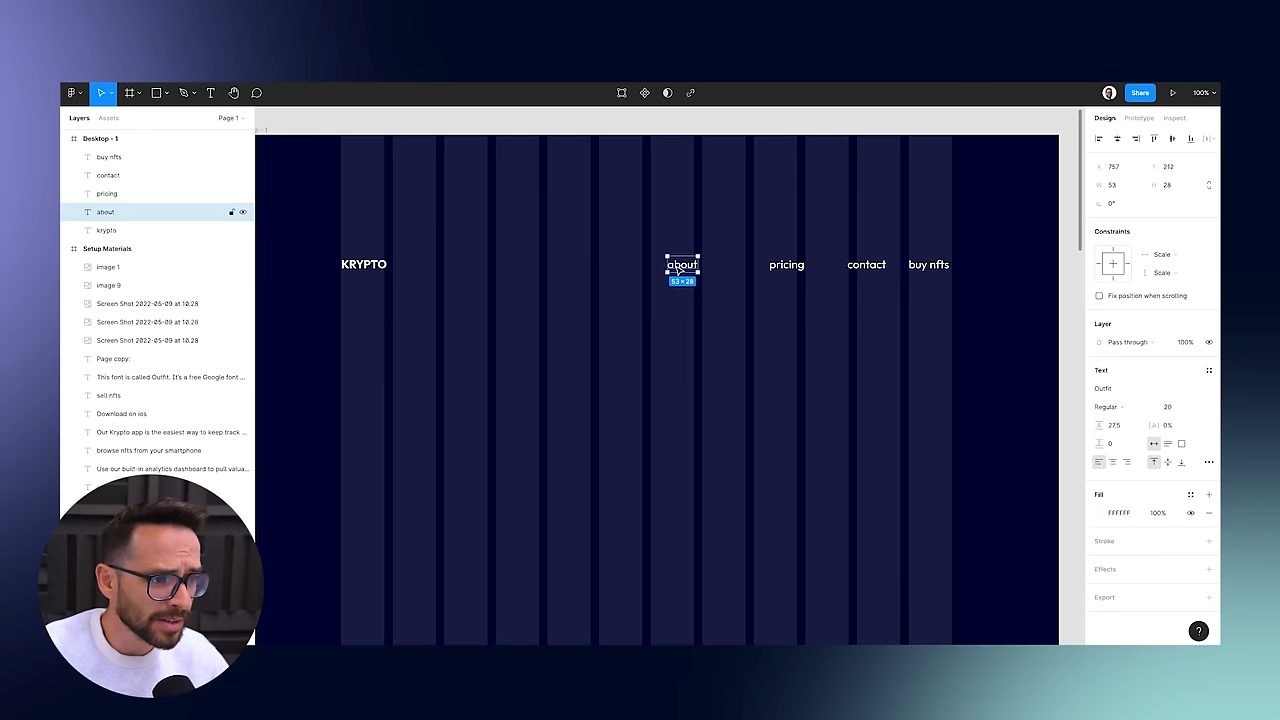 100%
Share
Layers
Assets
Page 1
Design
Prototype
Inspect
Desktop - 1
p - 1
buy nfts
contact
pricing
about
krypto
Setup Materials
image 1
image 9
Screen Shot 2022-05-09 at 10.28
Screen Shot 2022-05-09 at 10.28
Screen Shot 2022-05-09 at 10.28
Page copy:
This font is called Outfit. It's a free Google font ...
sell nfts
Download on ios
Our Krypto app is the easiest way to keep track ...
browse nfts from your smartphone
Use our built-in analytics dashboard to pull valua...
KRYPTO
about
pricing
contact
buy nfts
53 × 28
X 757 Y 212
W 53 H 28
0°
Constraints
Scale
Scale
Fix position when scrolling
Layer
Pass through 100%
Text
Outfit
Regular 20
27.5 |A| 0%
0
Fill
FFFFFF 100%
Stroke
Effects
Export
?